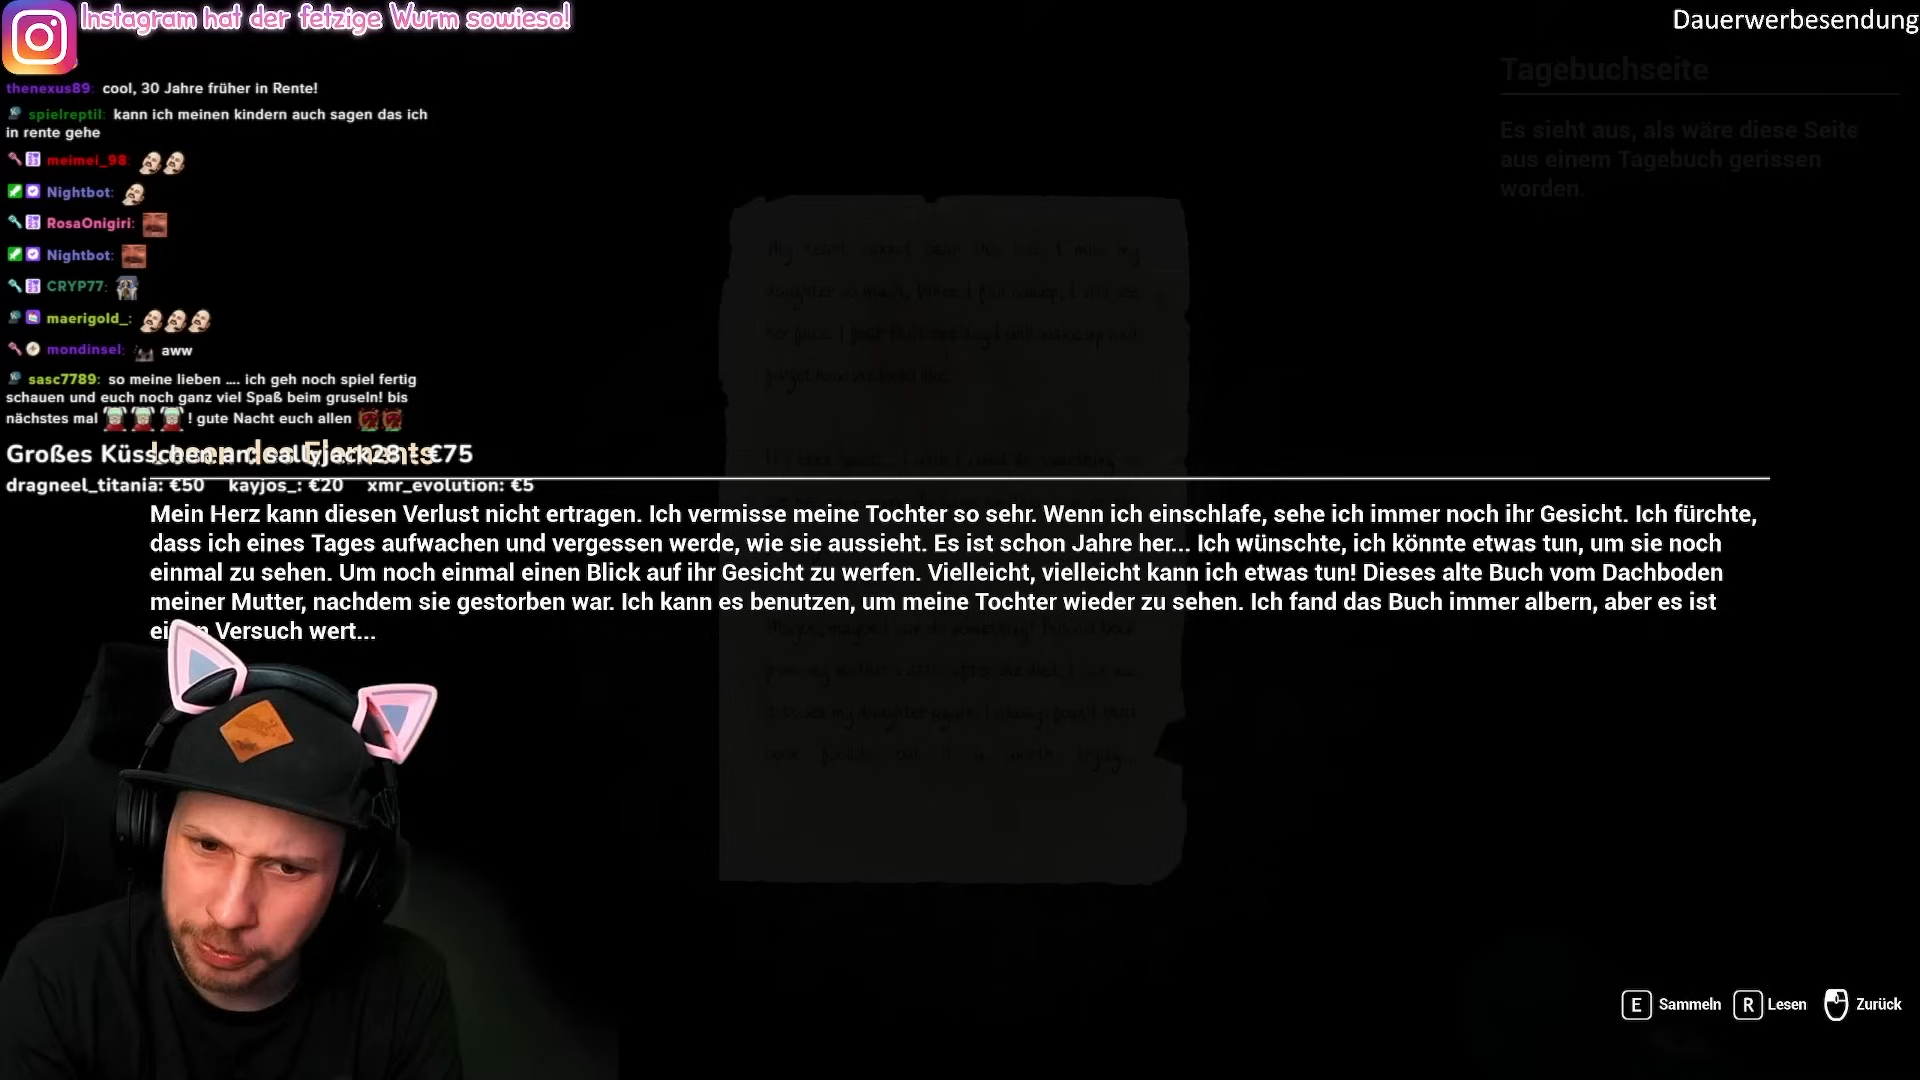 Instagram hat der fetzige Wurm sowieso!
Dauerwerbesendung
thenexus89: cool, 30 Jahre früher in Rente!
spielreptil: kann ich meinen kindern auch sagen das ich
in rente gehe
meimei_98:
Nightbot:
RosaOnigiri:
Nightbot:
CRYP77:
maerigold_:
mondinsel: aww
sasc7789: so meine lieben .... ich geh noch spiel fertig
schauen und euch noch ganz viel Spaß beim gruseln! bis
nächstes mal ! gute Nacht euch allen
Großes Küsschen an: sallyjack28 - €75
dragneel_titania: €50 kayjos_: €20 xmr_evolution: €5
Tagebuchseite
Es sieht aus, als wäre diese Seite
aus einem Tagebuch gerissen
worden.
Lesen des Elements
Mein Herz kann diesen Verlust nicht ertragen. Ich vermisse meine Tochter so sehr. Wenn ich einschlafe, sehe ich immer noch ihr Gesicht. Ich fürchte,
dass ich eines Tages aufwachen und vergessen werde, wie sie aussieht. Es ist schon Jahre her... Ich wünschte, ich könnte etwas tun, um sie noch
einmal zu sehen. Um noch einmal einen Blick auf ihr Gesicht zu werfen. Vielleicht, vielleicht kann ich etwas tun! Dieses alte Buch vom Dachboden
meiner Mutter, nachdem sie gestorben war. Ich kann es benutzen, um meine Tochter wieder zu sehen. Ich fand das Buch immer albern, aber es ist
Versuch wert...
E Sammeln R Lesen Zurück